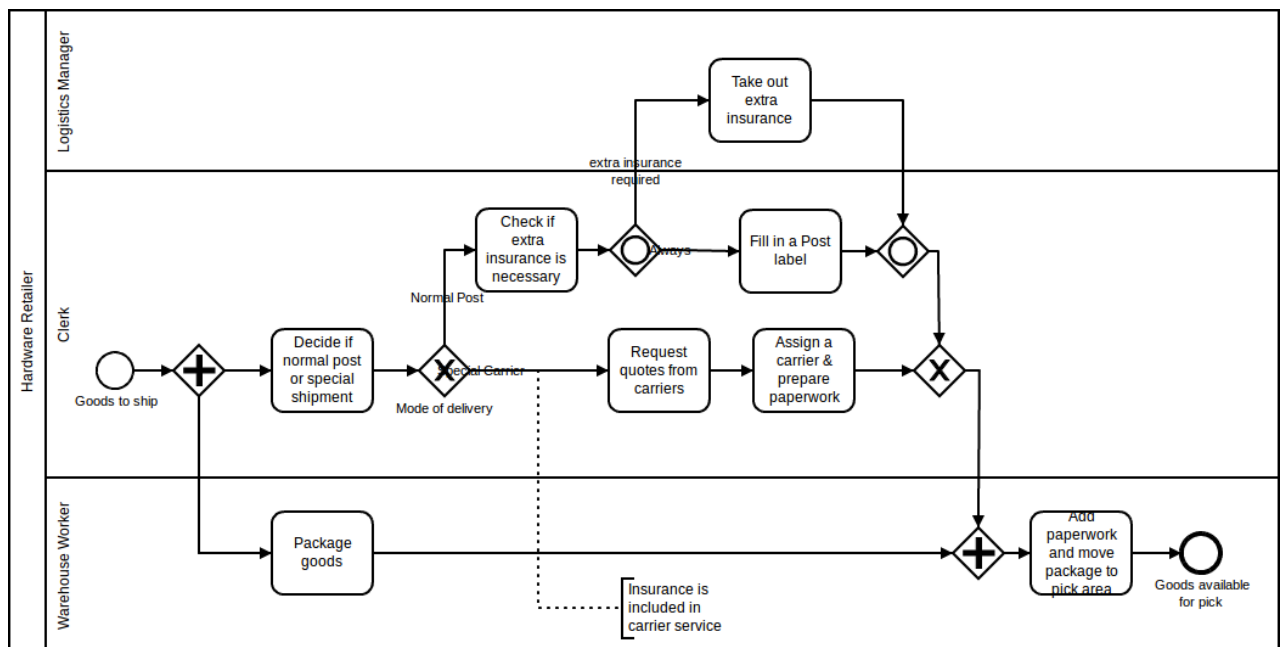 Hardware Retailer
Logistics Manager
Take out
extra
insurance
extra insurance
required
Clerk
Check if
extra
insurance is
necessary
Always
Fill in a Post
label
Normal Post
Goods to ship
Decide if
normal post
or special
shipment
Mode of delivery
Special Carrier
Request
quotes from
carriers
Assign a
carrier &
prepare
paperwork
Warehouse Worker
Package
goods
Insurance is
included in
carrier service
Add
paperwork
and move
package to
pick area
Goods available
for pick